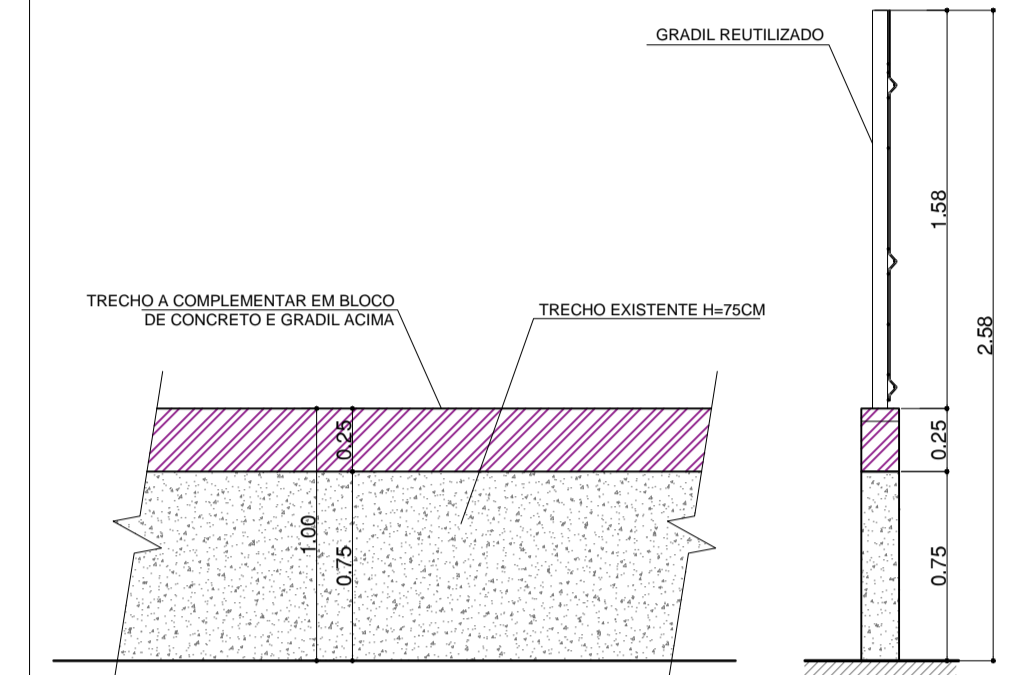 GRADIL REUTILIZADO
1.58
2.58
TRECHO A COMPLEMENTAR EM BLOCO
DE CONCRETO E GRADIL ACIMA
TRECHO EXISTENTE H=75CM
0.25
1.00
0.75
0.25
0.75